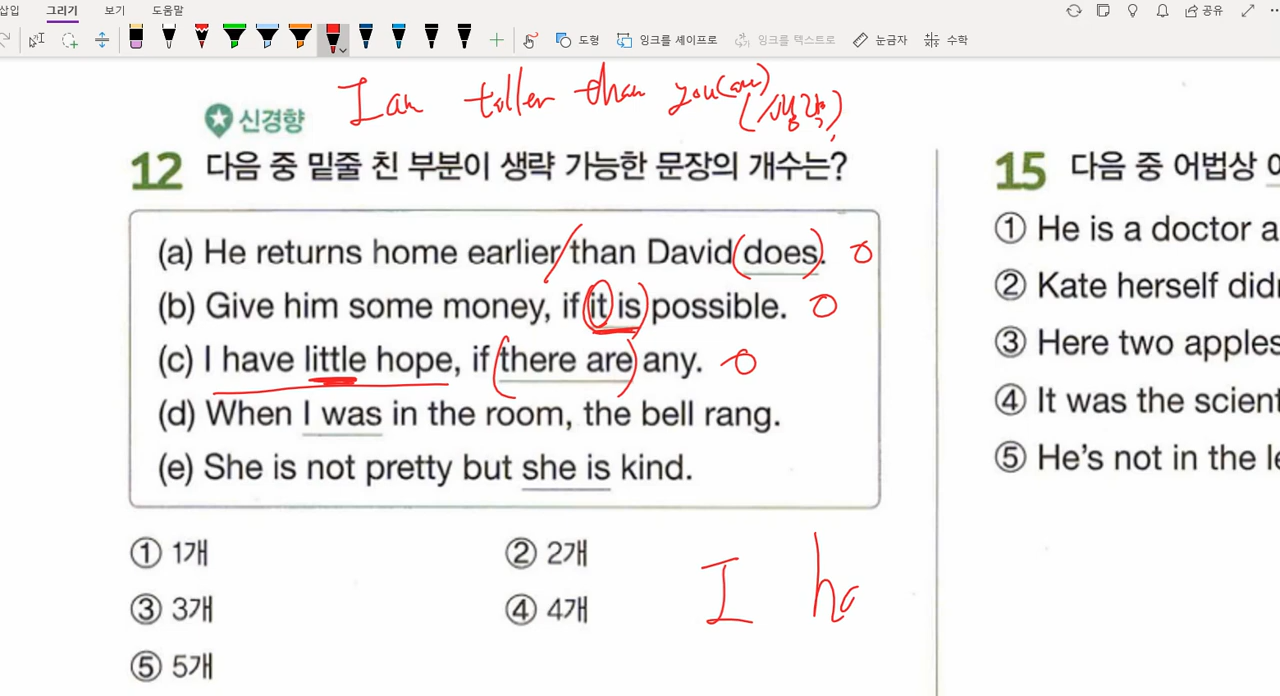 삽입 그리기 보기 도움말 공유
도형 잉크를 셰이프로 잉크를 텍스트로 눈금자 수학
I am taller than you(are)
(생략)
신경향
12 다음 중 밑줄 친 부분이 생략 가능한 문장의 개수는?
(a) He returns home earlier than David does.
(b) Give him some money, if it is possible.
(c) I have little hope, if there are any.
(d) When I was in the room, the bell rang.
(e) She is not pretty but she is kind.
① 1개 ② 2개
③ 3개 ④ 4개
⑤ 5개
I ha
15 다음 중 어법상
① He is a doctor a
② Kate herself did
③ Here two apples
④ It was the scient
⑤ He's not in the le